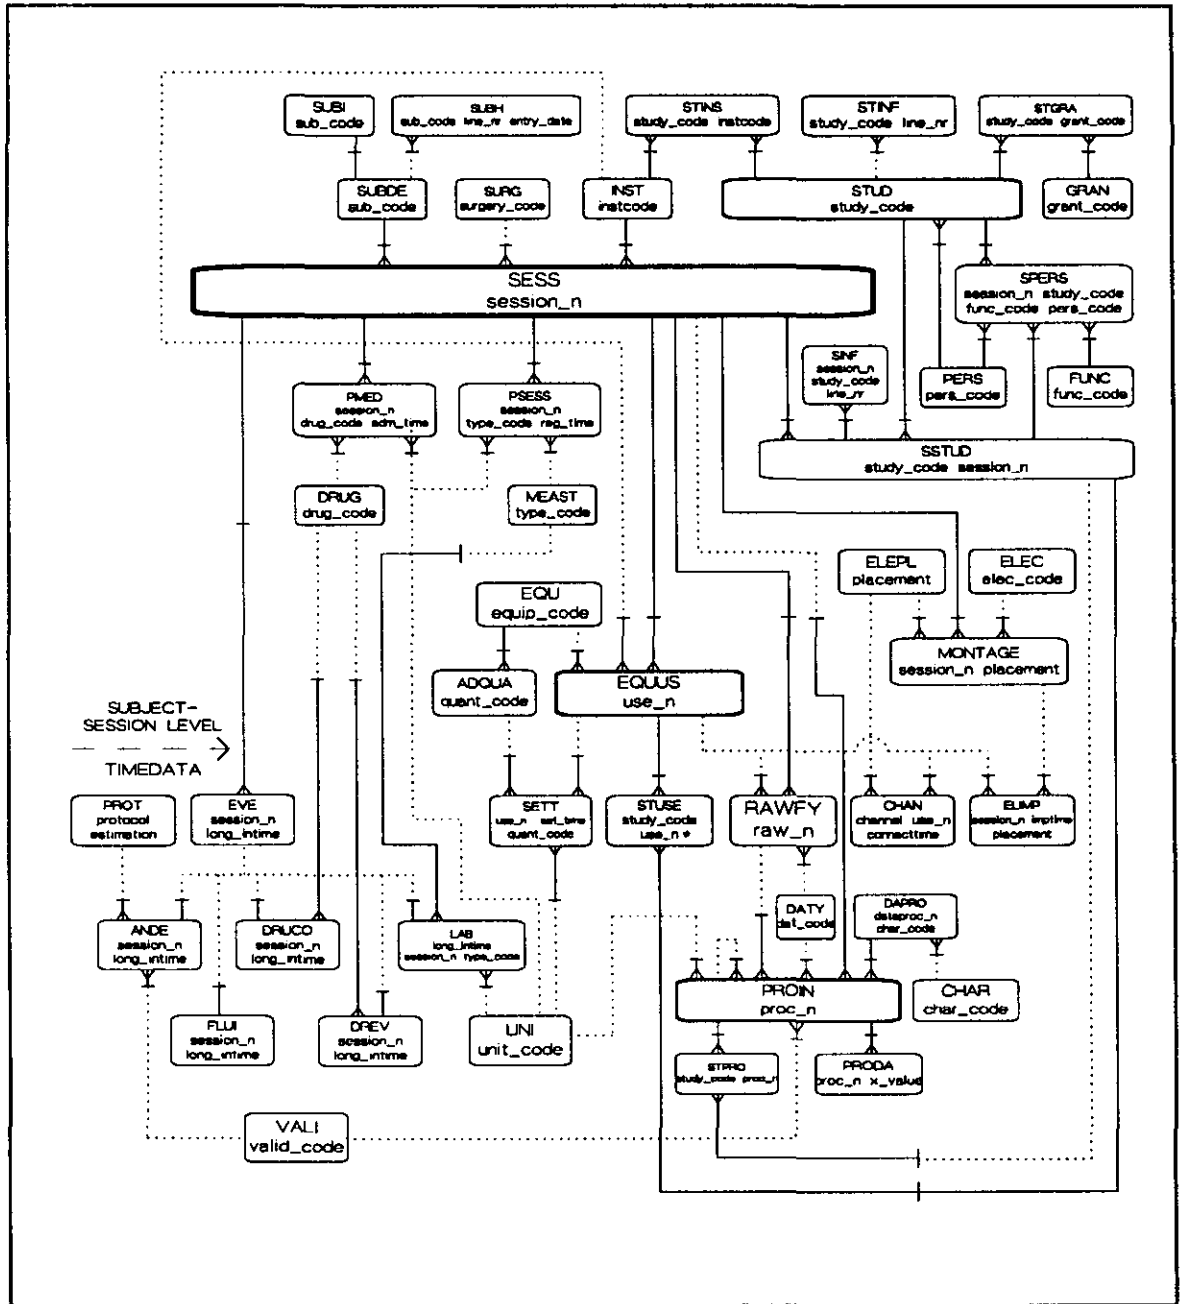 SUBI
sub_code
SUBH
sub_code line_nr entry_date
STINS
study_code instcode
STINF
study_code line_nr
STGRA
study_code grant_code
SUBDE
sub_code
SURG
surgery_code
INST
instcode
STUD
study_code
GRAN
grant_code
SESS
session_n
SPERS
session_n study_code
func_code pers_code
SINF
session_n
study_code
line_nr
PERS
pers_code
FUNC
func_code
PMED
session_n
drug_code adm_time
PSESS
session_n
type_code reg_time
SSTUD
study_code session_n
DRUG
drug_code
MEAST
type_code
ELEPL
placement
ELEC
elec_code
EQU
equip_code
MONTAGE
session_n placement
ADQUA
quant_code
EQUUS
use_n
SUBJECT-
SESSION LEVEL
TIMEDATA
PROT
protocol
estimation
EVE
session_n
long_intime
SETT
use_n set_time
quant_code
STUSE
study_code
use_n *
RAWFY
raw_n
CHAN
channel use_n
connecttime
ELIMP
session_n imptime
placement
ANDE
session_n
long_intime
DRUCO
session_n
long_intime
LAB
long_intime
session_n type_code
DATY
dat_code
DAPRO
dataproc_n
char_code
FLUI
session_n
long_intime
DREV
session_n
long_intime
UNI
unit_code
PROIN
proc_n
CHAR
char_code
STPRO
study_code proc_n
PRODA
proc_n x_value
VALI
valid_code